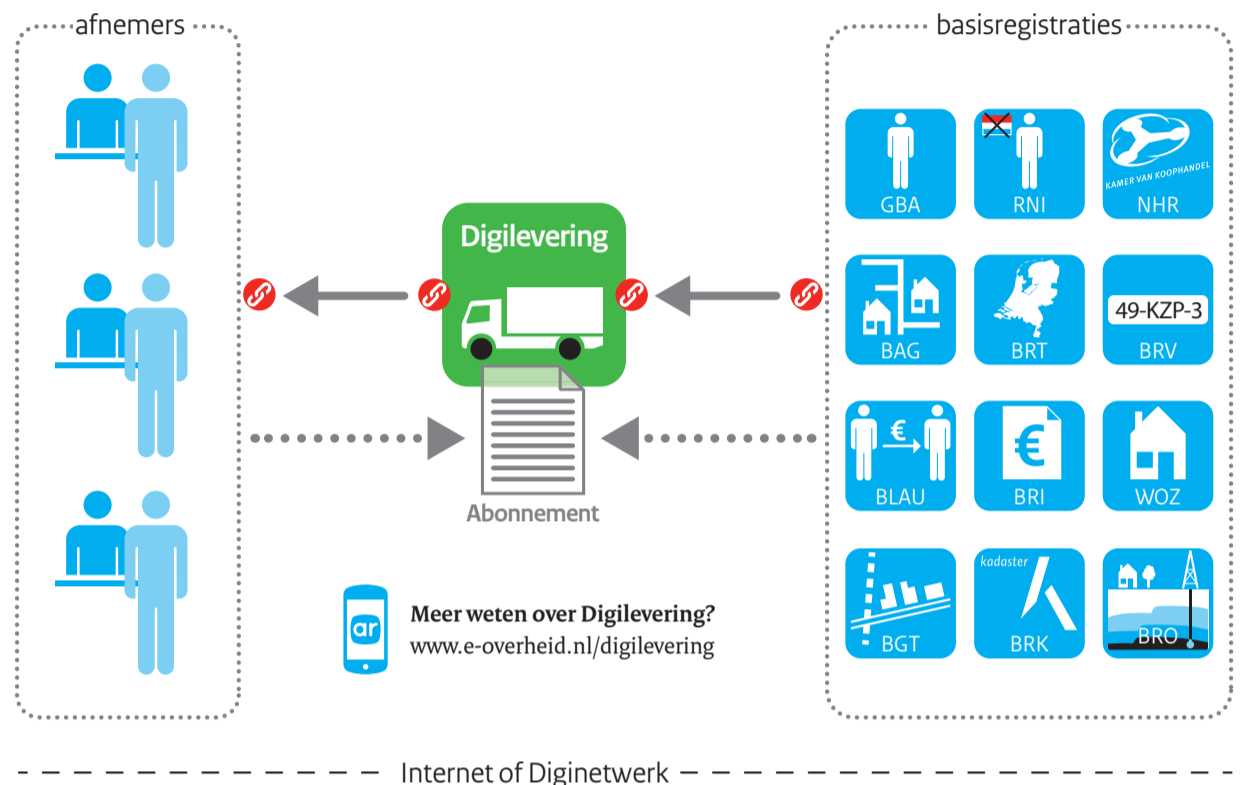 afnemers
basisregistraties
GBA
RNI
KAMER VAN KOOPHANDEL
NHR
Digilevering
BAG
BRT
49-KZP-3
BRV
Abonnement
€
BLAU
€
BRI
WOZ
BGT
kadaster
BRK
BRO
ar
Meer weten over Digilevering?
www.e-overheid.nl/digilevering
Internet of Diginetwerk